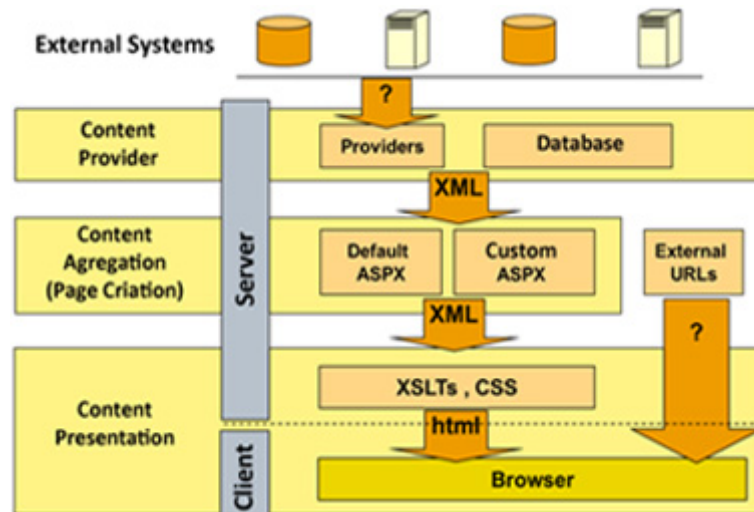 External Systems
?
Content
Provider
Providers
Database
XML
Server
Content
Agregation
(Page Criation)
Default
ASPX
Custom
ASPX
External
URLs
XML
?
Content
Presentation
XSLTs , CSS
html
Client
Browser